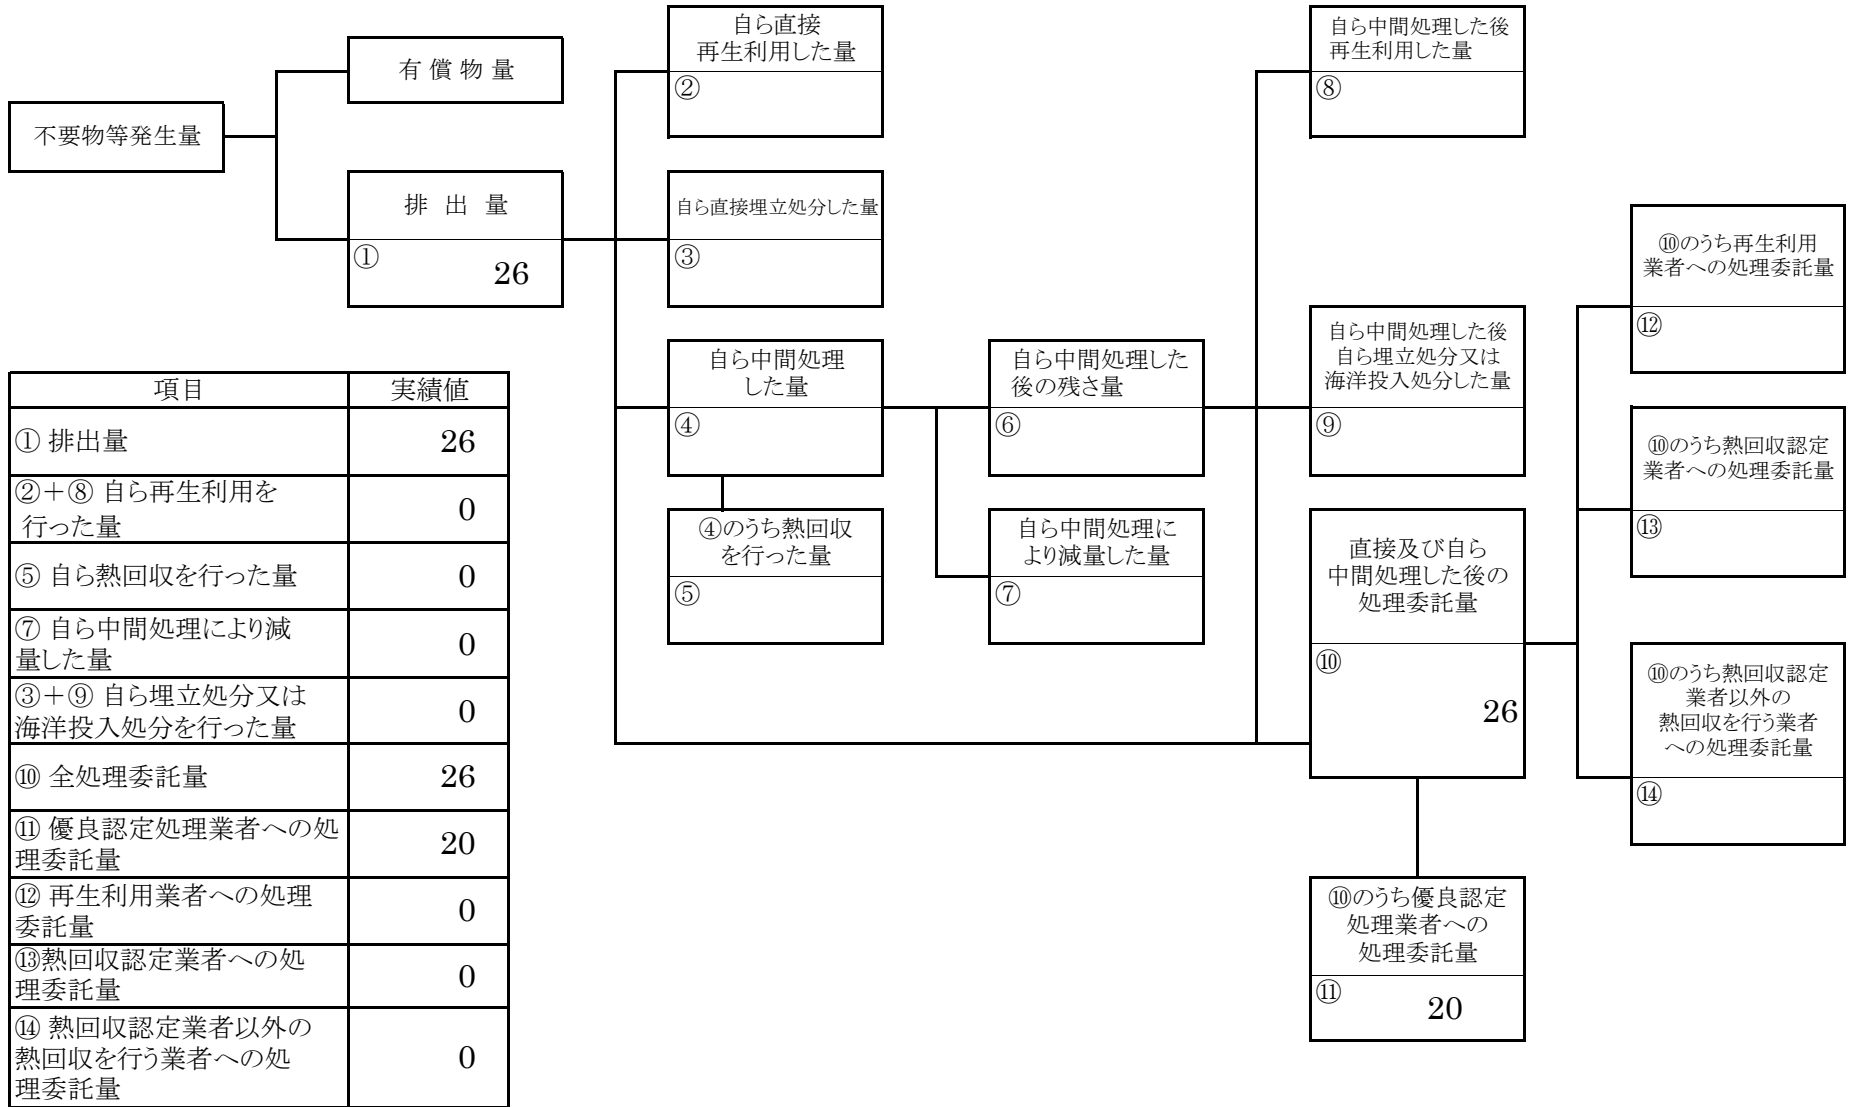 不要物等発生量
有償物量
排出量
①
26
自ら直接
再生利用した量
②
自ら直接埋立処分した量
③
自ら中間処理
した量
④
④のうち熱回収
を行った量
⑤
自ら中間処理した
後の残さ量
⑥
自ら中間処理に
より減量した量
⑦
自ら中間処理した後
再生利用した量
⑧
自ら中間処理した後
自ら埋立処分又は
海洋投入処分した量
⑨
直接及び自ら
中間処理した後の
処理委託量
⑩
26
⑩のうち優良認定
処理業者への
処理委託量
⑪
20
⑩のうち再生利用
業者への処理委託量
⑫
⑩のうち熱回収認定
業者への処理委託量
⑬
⑩のうち熱回収認定
業者以外の
熱回収を行う業者
への処理委託量
⑭
項目 実績値
① 排出量 26
②＋⑧ 自ら再生利用を
行った量 0
⑤ 自ら熱回収を行った量 0
⑦ 自ら中間処理により減
量した量 0
③＋⑨ 自ら埋立処分又は
海洋投入処分を行った量 0
⑩ 全処理委託量 26
⑪ 優良認定処理業者への処
理委託量 20
⑫ 再生利用業者への処理
委託量 0
⑬熱回収認定業者への処
理委託量 0
⑭ 熱回収認定業者以外の
熱回収を行う業者への処
理委託量 0